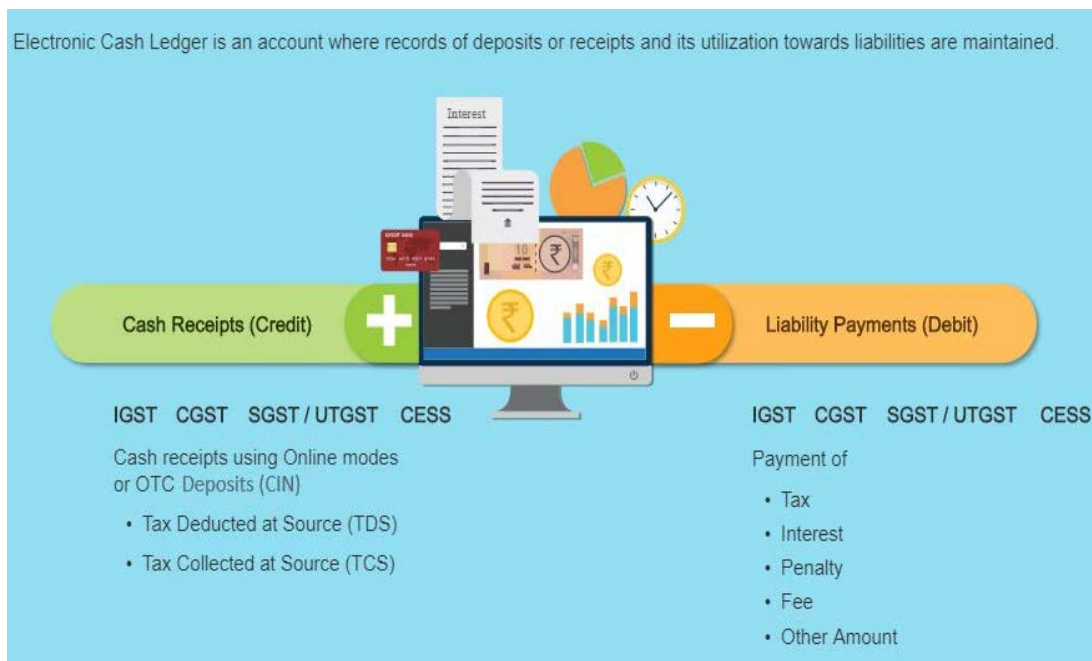 Electronic Cash Ledger is an account where records of deposits or receipts and its utilization towards liabilities are maintained.
Interest
10
Cash Receipts (Credit)
Liability Payments (Debit)
IGST CGST SGST / UTGST CESS
Cash receipts using Online modes
or OTC Deposits (CIN)
• Tax Deducted at Source (TDS)
• Tax Collected at Source (TCS)
IGST CGST SGST / UTGST CESS
Payment of
• Tax
• Interest
• Penalty
• Fee
• Other Amount